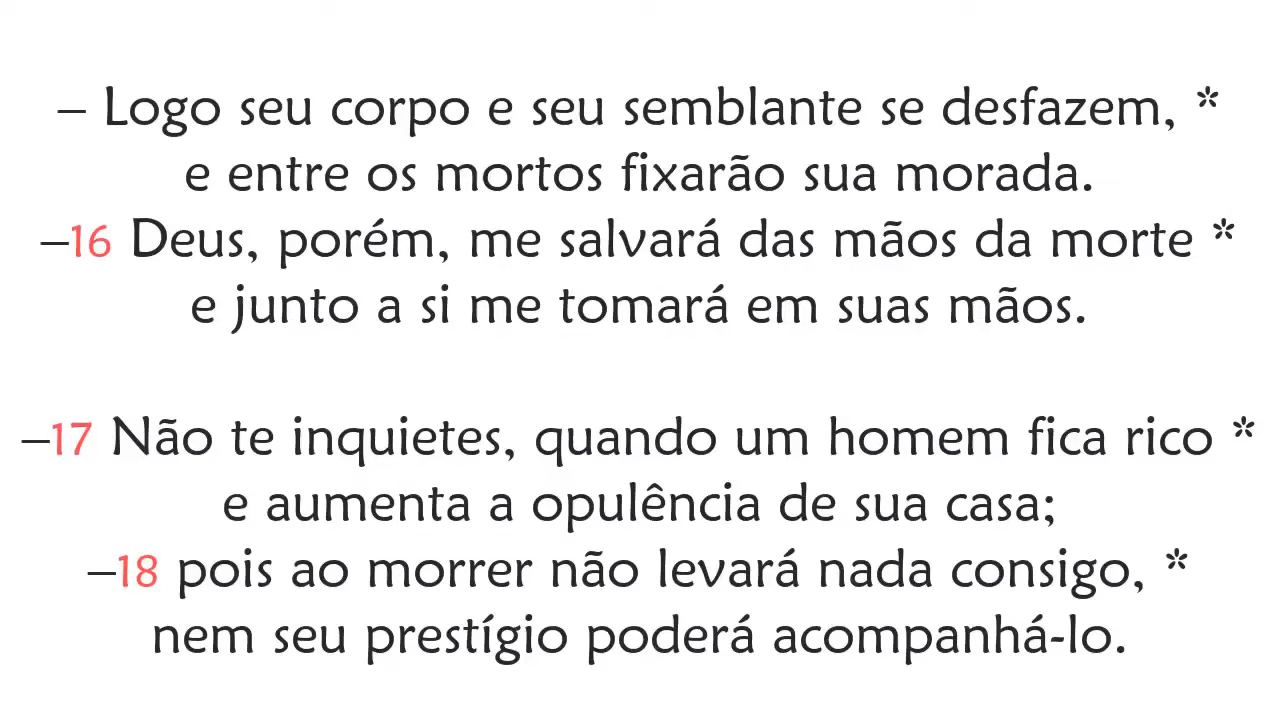 – Logo seu corpo e seu semblante se desfazem, *
e entre os mortos fixarão sua morada.
–16 Deus, porém, me salvará das mãos da morte *
e junto a si me tomará em suas mãos.
–17 Não te inquietes, quando um homem fica rico *
e aumenta a opulência de sua casa;
–18 pois ao morrer não levará nada consigo, *
nem seu prestígio poderá acompanhá-lo.